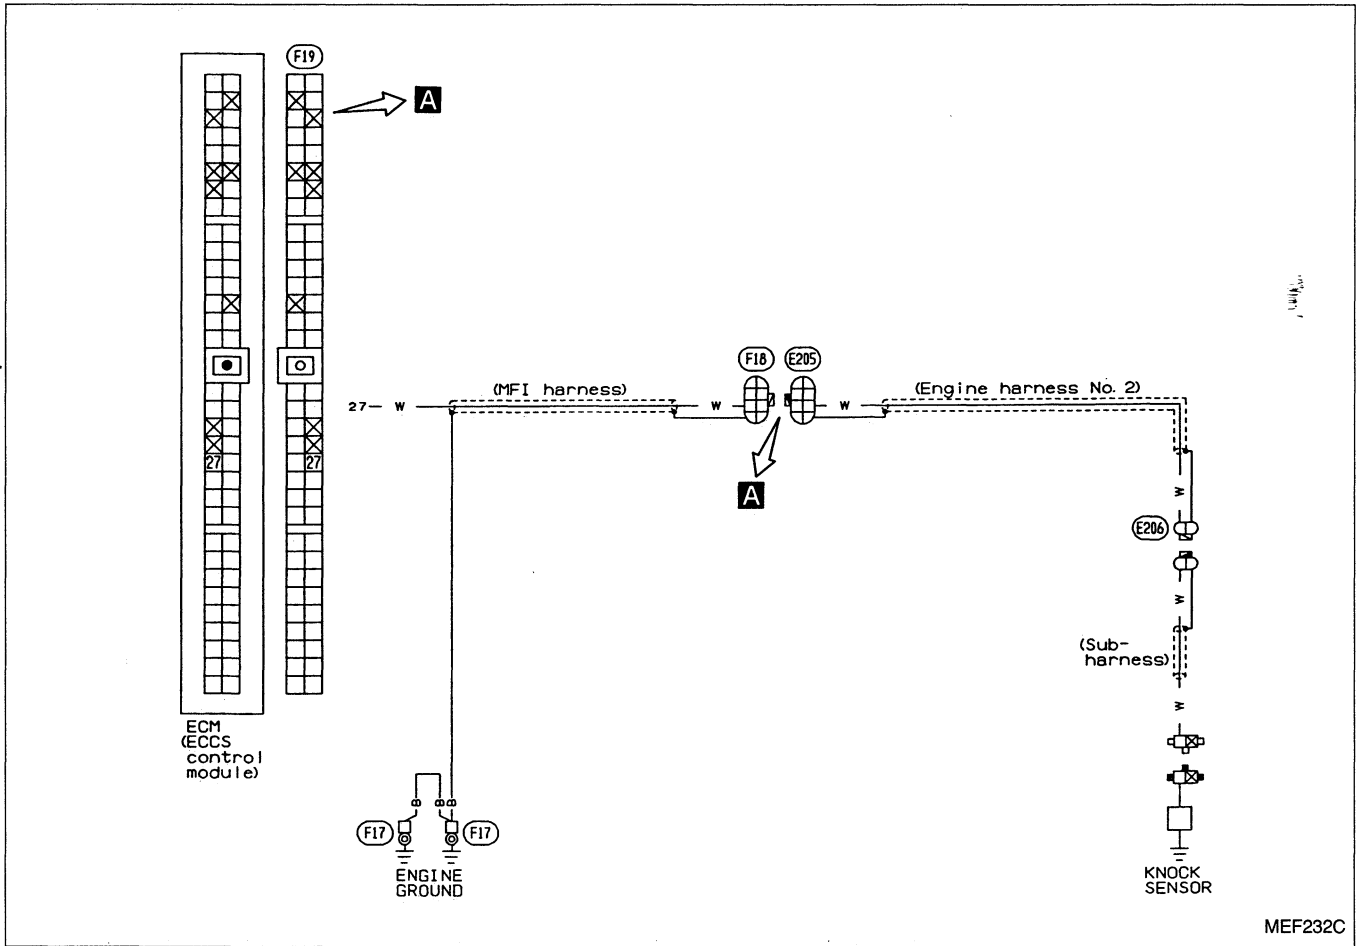 F19
A
F18
E205
27
W
(MFI harness)
W
W
(Engine harness No. 2)
27
27
A
W
E206
W
(Sub-
harness)
W
ECM
(ECCS
control
module)
B
B
B
F17
F17
ENGINE
GROUND
KNOCK
SENSOR
MEF232C